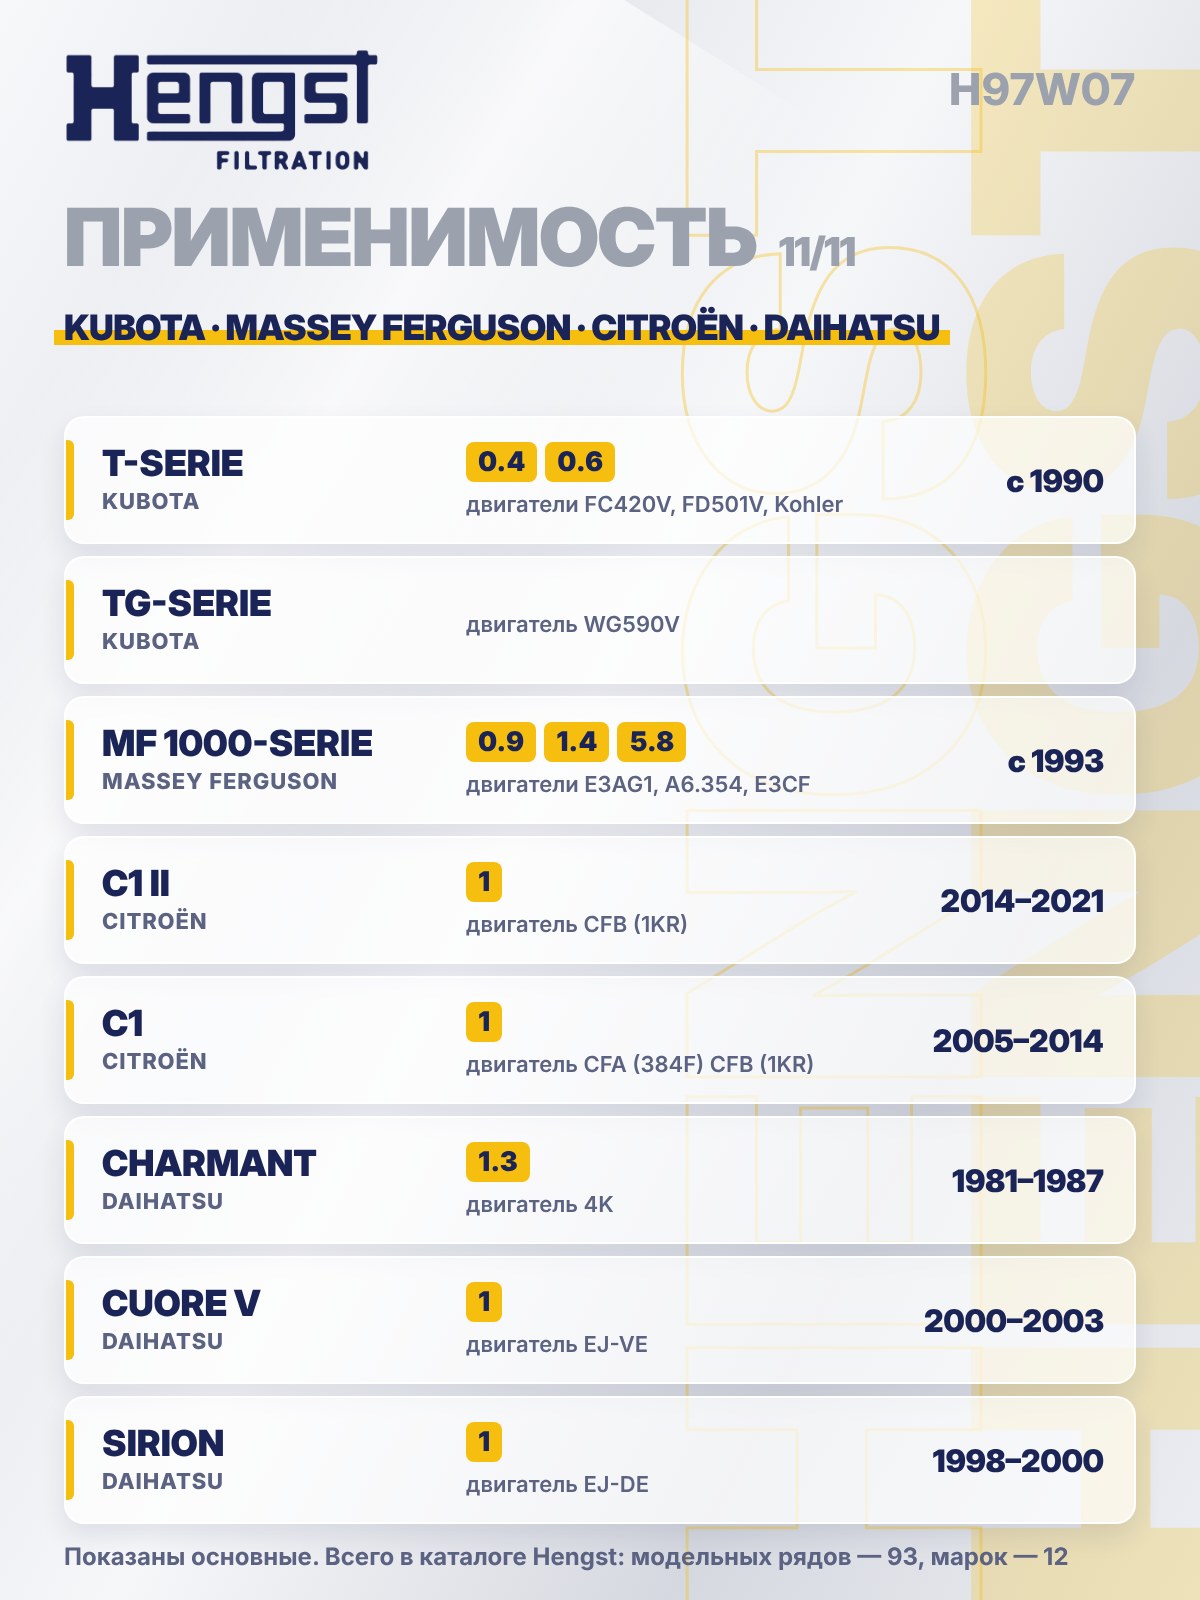 Hengst
FILTRATION
H97W07
ПРИМЕНИМОСТЬ 11/11
KUBOTA · MASSEY FERGUSON · CITROËN · DAIHATSU
T-SERIE
KUBOTA
0.4 0.6
двигатели FC420V, FD501V, Kohler
с 1990
TG-SERIE
KUBOTA
двигатель WG590V
MF 1000-SERIE
MASSEY FERGUSON
0.9 1.4 5.8
двигатели E3AG1, A6.354, E3CF
с 1993
C1 II
CITROËN
1
двигатель CFB (1KR)
2014–2021
C1
CITROËN
1
двигатель CFA (384F) CFB (1KR)
2005–2014
CHARMANT
DAIHATSU
1.3
двигатель 4K
1981–1987
CUORE V
DAIHATSU
1
двигатель EJ-VE
2000–2003
SIRION
DAIHATSU
1
двигатель EJ-DE
1998–2000
Показаны основные. Всего в каталоге Hengst: модельных рядов — 93, марок — 12
HENGST
HENGST